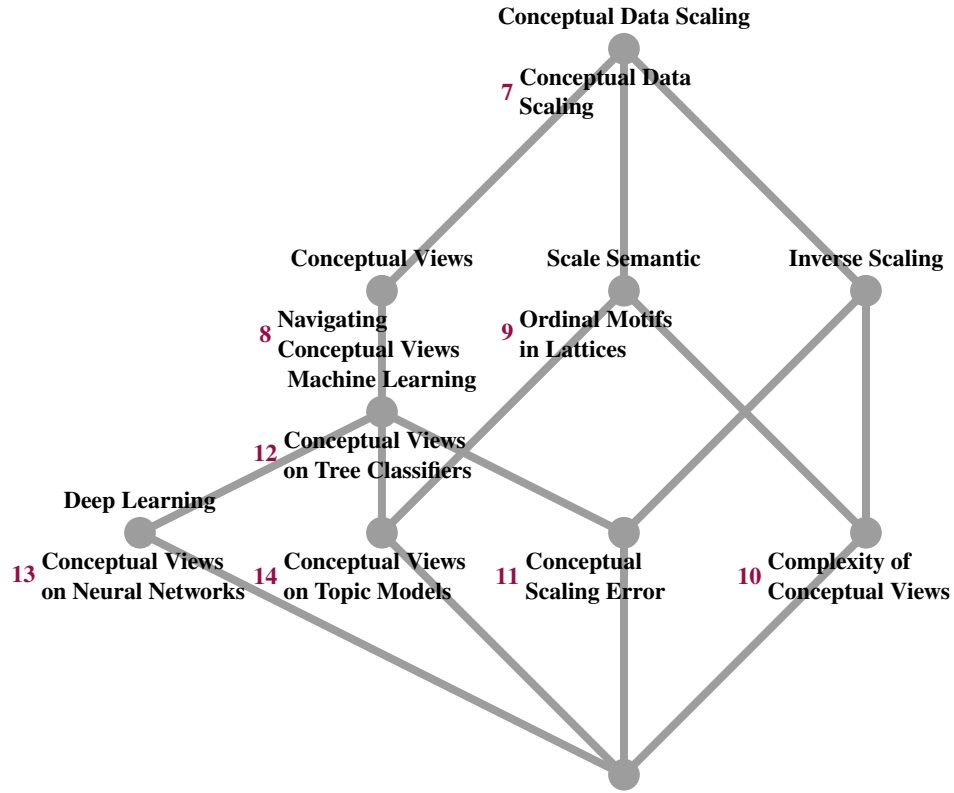 Conceptual Data Scaling
7 Conceptual Data
Scaling
Conceptual Views
Scale Semantic
Inverse Scaling
8 Navigating
Conceptual Views
9 Ordinal Motifs
in Lattices
Machine Learning
12 Conceptual Views
on Tree Classifiers
Deep Learning
13 Conceptual Views
on Neural Networks
14 Conceptual Views
on Topic Models
11 Conceptual
Scaling Error
10 Complexity of
Conceptual Views